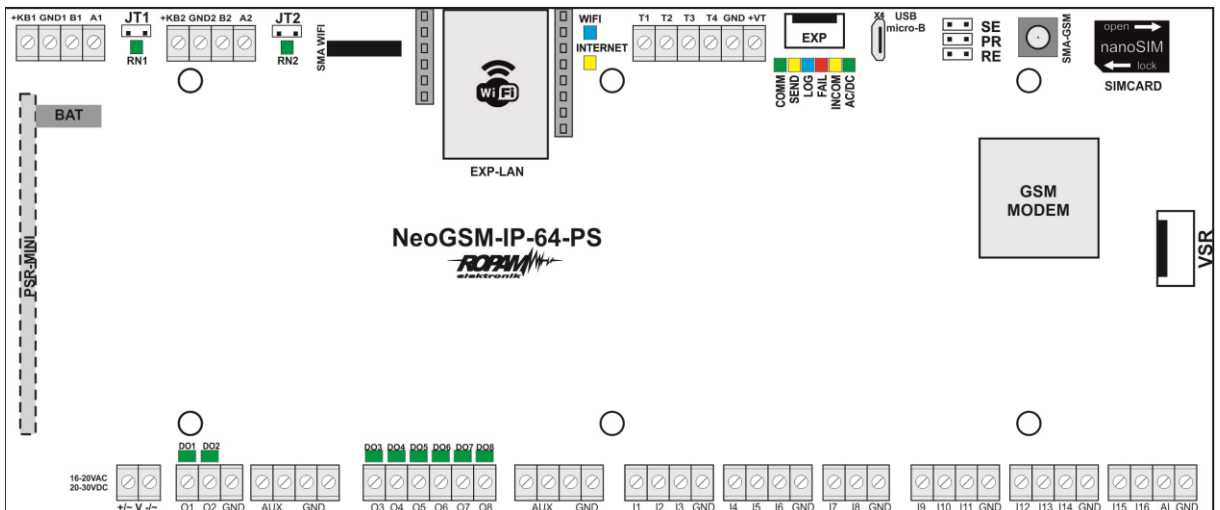 +KB1 GND1 B1 A1
JT1
RN1
+KB2 GND2 B2 A2
JT2
RN2
SMA WIFI
WiFi
EXP-LAN
WIFI
INTERNET
T1 T2 T3 T4 GND +VT
EXP
COMM
SEND
LOG
FAIL
INCOM
AC/DC
X4
USB
micro-B
SE
PR
RE
SMA-GSM
open
nanoSIM
lock
SIMCARD
BAT
PSR-MINI
GSM
MODEM
VSR
NeoGSM-IP-64-PS
ROPAM
elektronik
DO1 DO2
DO3 DO4 DO5 DO6 DO7 DO8
16-20VAC
20-30VDC
+/~ V -/~
O1 O2 GND
AUX GND
O3 O4 O5 O6 O7 O8
AUX GND
I1 I2 I3 GND
I4 I5 I6 GND
I7 I8 GND
I9 I10 I11 GND
I12 I13 I14 GND
I15 I16 AI GND